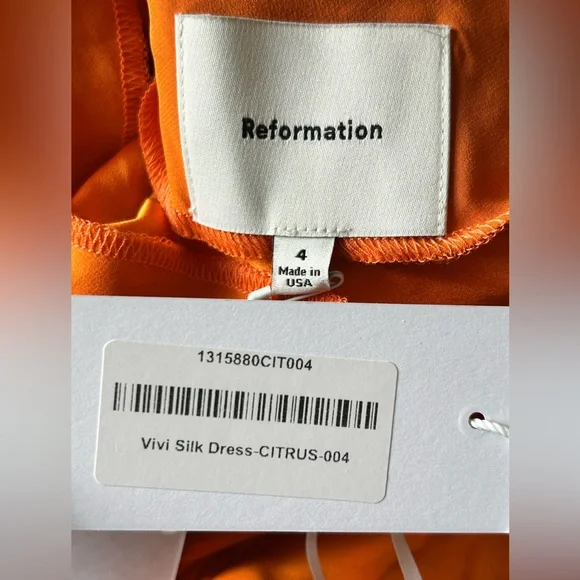 Reformation
4
Made in
USA
1315880CIT004
Vivi Silk Dress-CITRUS-004